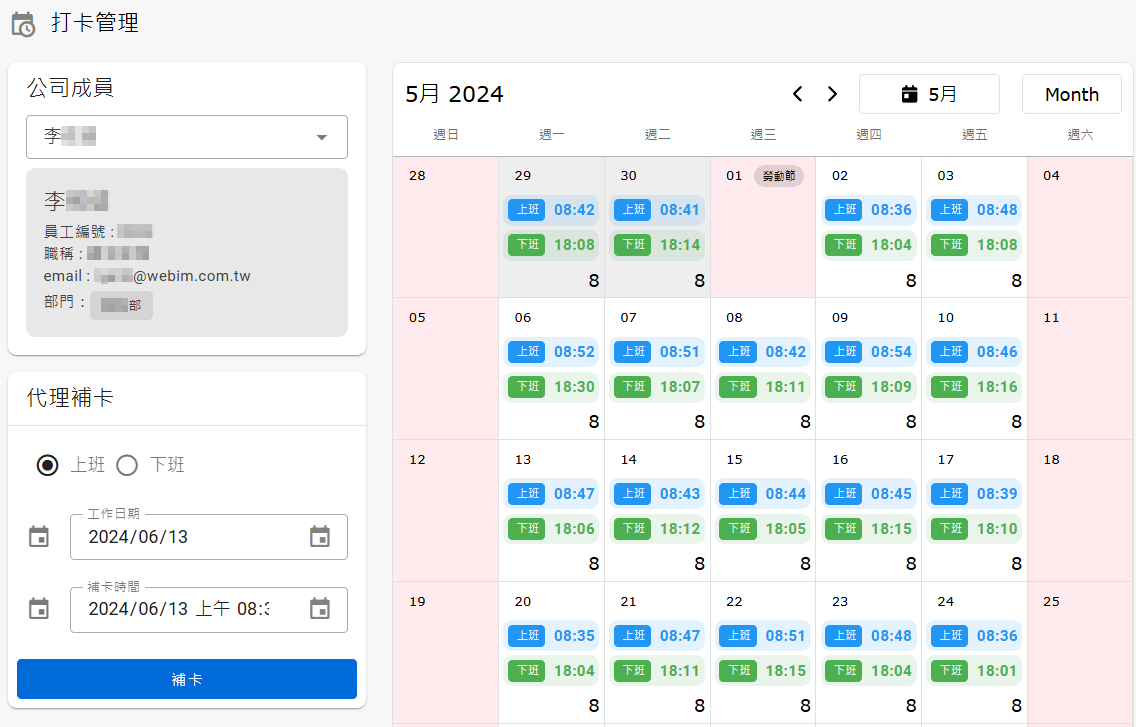 打卡管理
公司成員
李
李
員工編號 :
職稱 :
email : @webim.com.tw
部門： 部
代理補卡
上班 下班
工作日期
2024/06/13
補卡時間
2024/06/13 上午 08:3
補卡
5月 2024
5月
Month
週日 週一 週二 週三 週四 週五 週六
28 29 30 01 勞動節 02 03 04
上班 08:42 上班 08:41 上班 08:36 上班 08:48
下班 18:08 下班 18:14 下班 18:04 下班 18:08
8 8 8 8
05 06 07 08 09 10 11
上班 08:52 上班 08:51 上班 08:42 上班 08:54 上班 08:46
下班 18:30 下班 18:07 下班 18:11 下班 18:09 下班 18:16
8 8 8 8 8
12 13 14 15 16 17 18
上班 08:47 上班 08:43 上班 08:44 上班 08:45 上班 08:39
下班 18:06 下班 18:12 下班 18:05 下班 18:15 下班 18:10
8 8 8 8 8
19 20 21 22 23 24 25
上班 08:35 上班 08:47 上班 08:51 上班 08:48 上班 08:36
下班 18:04 下班 18:11 下班 18:15 下班 18:04 下班 18:01
8 8 8 8 8